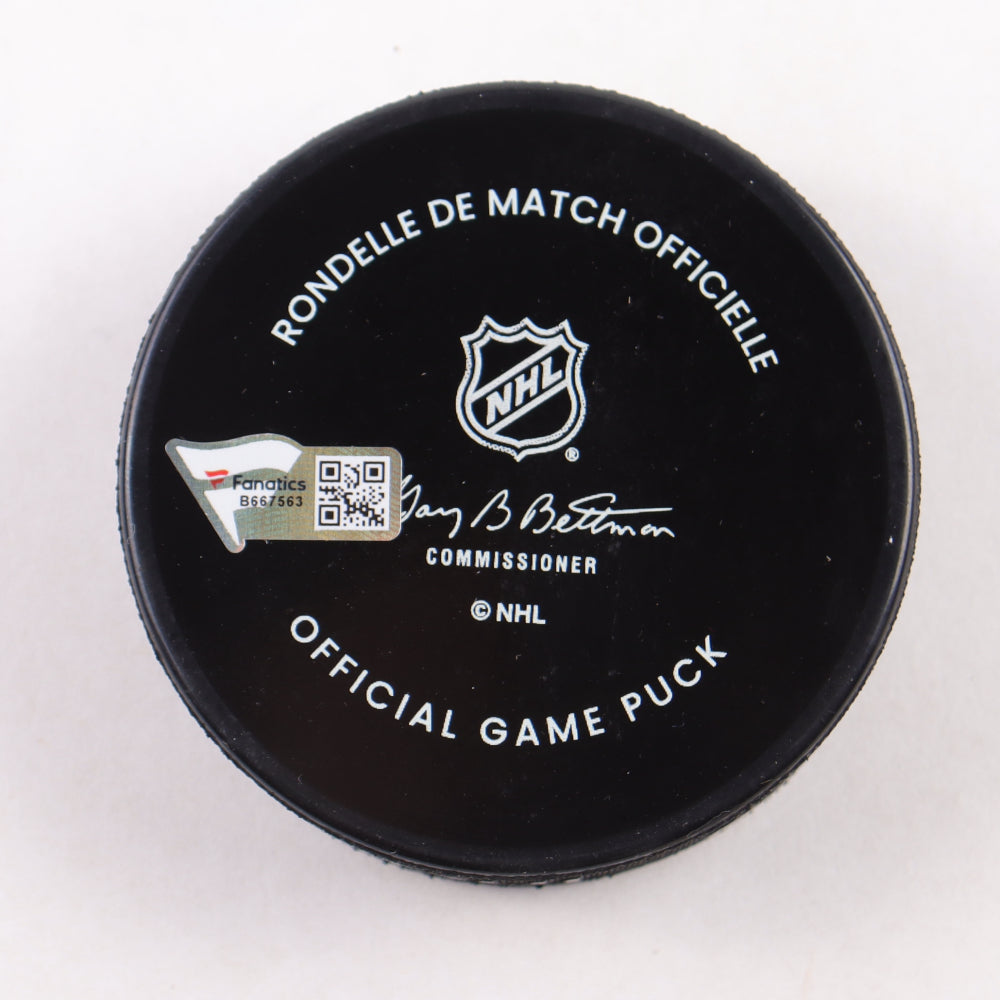 RONDELLE DE MATCH OFFICIELLE
NHL
®
Fanatics
B667563
Gary B Bettman
COMMISSIONER
© NHL
OFFICIAL GAME PUCK